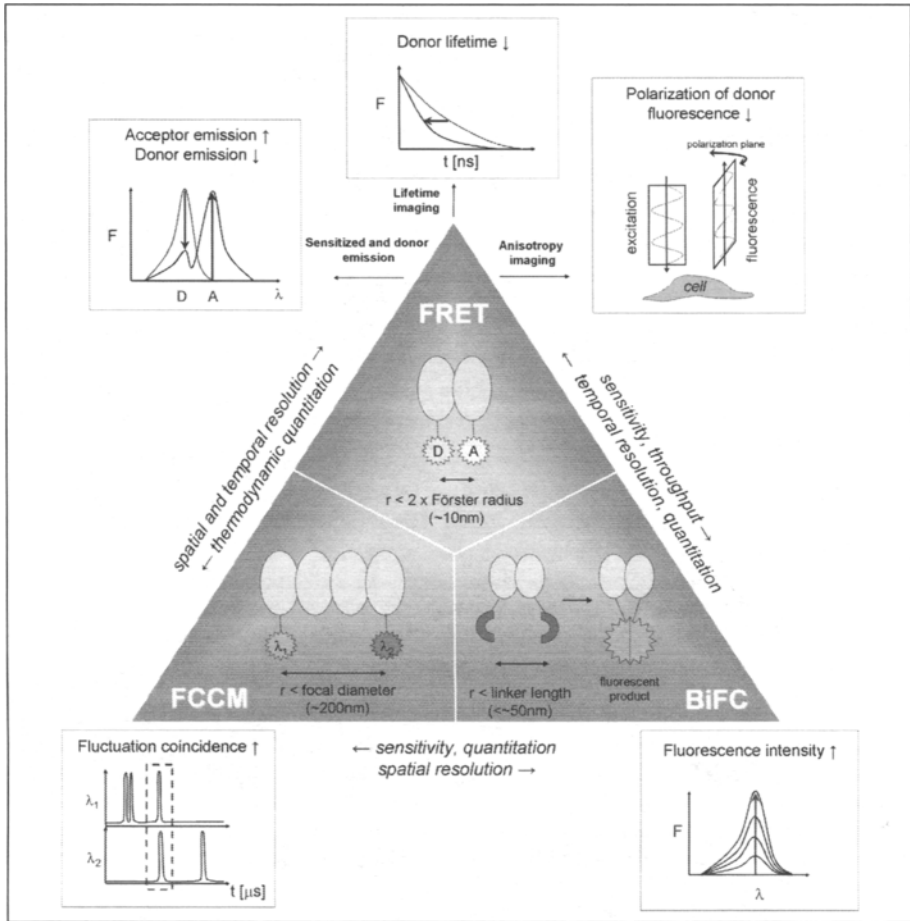 Donor lifetime ↓
F
t [ns]
Acceptor emission ↑
Donor emission ↓
F
D A λ
Polarization of donor
fluorescence ↓
polarization plane
excitation
fluorescence
cell
Lifetime
imaging
Sensitized and donor
emission
Anisotropy
imaging
FRET
D A
r < 2 x Förster radius
(~10nm)
spatial and temporal resolution →
← thermodynamic quantitation
sensitivity, throughput →
← temporal resolution, quantitation
λ1
λ2
r < focal diameter
(~200nm)
FCCM
r < linker length
(<~50nm)
fluorescent
product
BiFC
← sensitivity, quantitation
spatial resolution →
Fluctuation coincidence ↑
λ1
λ2
t [µs]
Fluorescence intensity ↑
F
λ